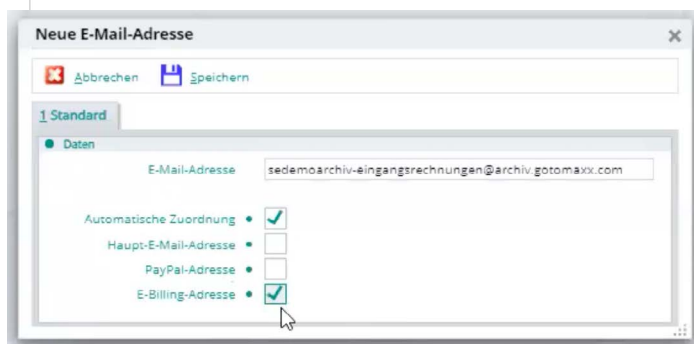 Neue E-Mail-Adresse
Abbrechen Speichern
1 Standard
Daten
E-Mail-Adresse sedemoarchiv-eingangsrechnungen@archiv.gotomaxx.com
Automatische Zuordnung
Haupt-E-Mail-Adresse
PayPal-Adresse
E-Billing-Adresse